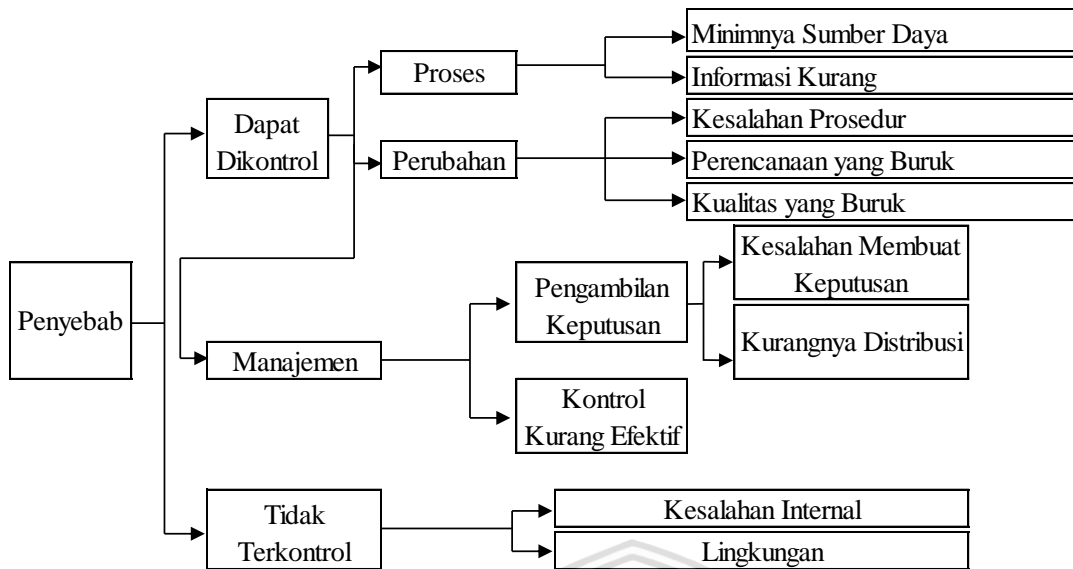 Minimnya Sumber Daya
Proses
Informasi Kurang
Dapat
Dikontrol
Kesalahan Prosedur
Perubahan
Perencanaan yang Buruk
Kualitas yang Buruk
Penyebab
Manajemen
Pengambilan
Keputusan
Kesalahan Membuat
Keputusan
Kurangnya Distribusi
Kontrol
Kurang Efektif
Tidak
Terkontrol
Kesalahan Internal
Lingkungan